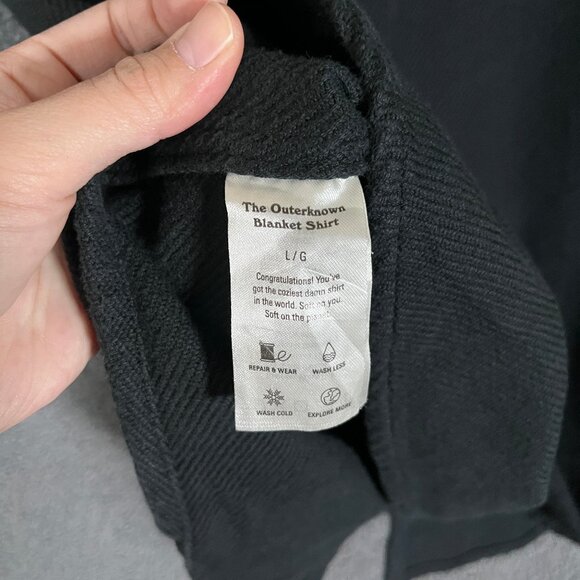 The Outerknown
Blanket Shirt
L/G
Congratulations! You've
got the coziest damn shirt
in the world. Soft on you.
Soft on the planet.
REPAIR & WEAR
WASH LESS
WASH COLD
EXPLORE MORE